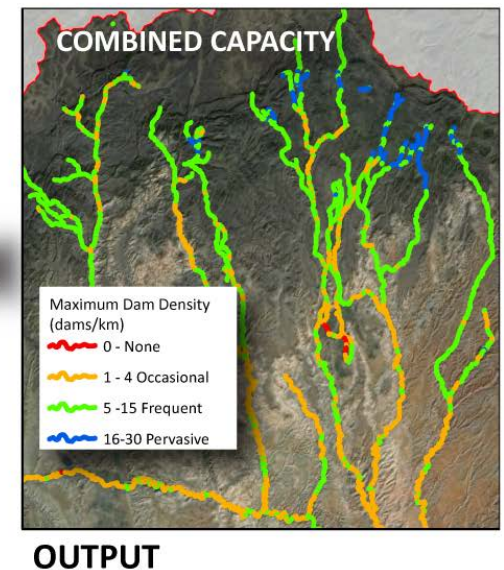 COMBINED CAPACITY
Maximum Dam Density
(dams/km)
0 - None
1 - 4 Occasional
5 -15 Frequent
16-30 Pervasive
OUTPUT